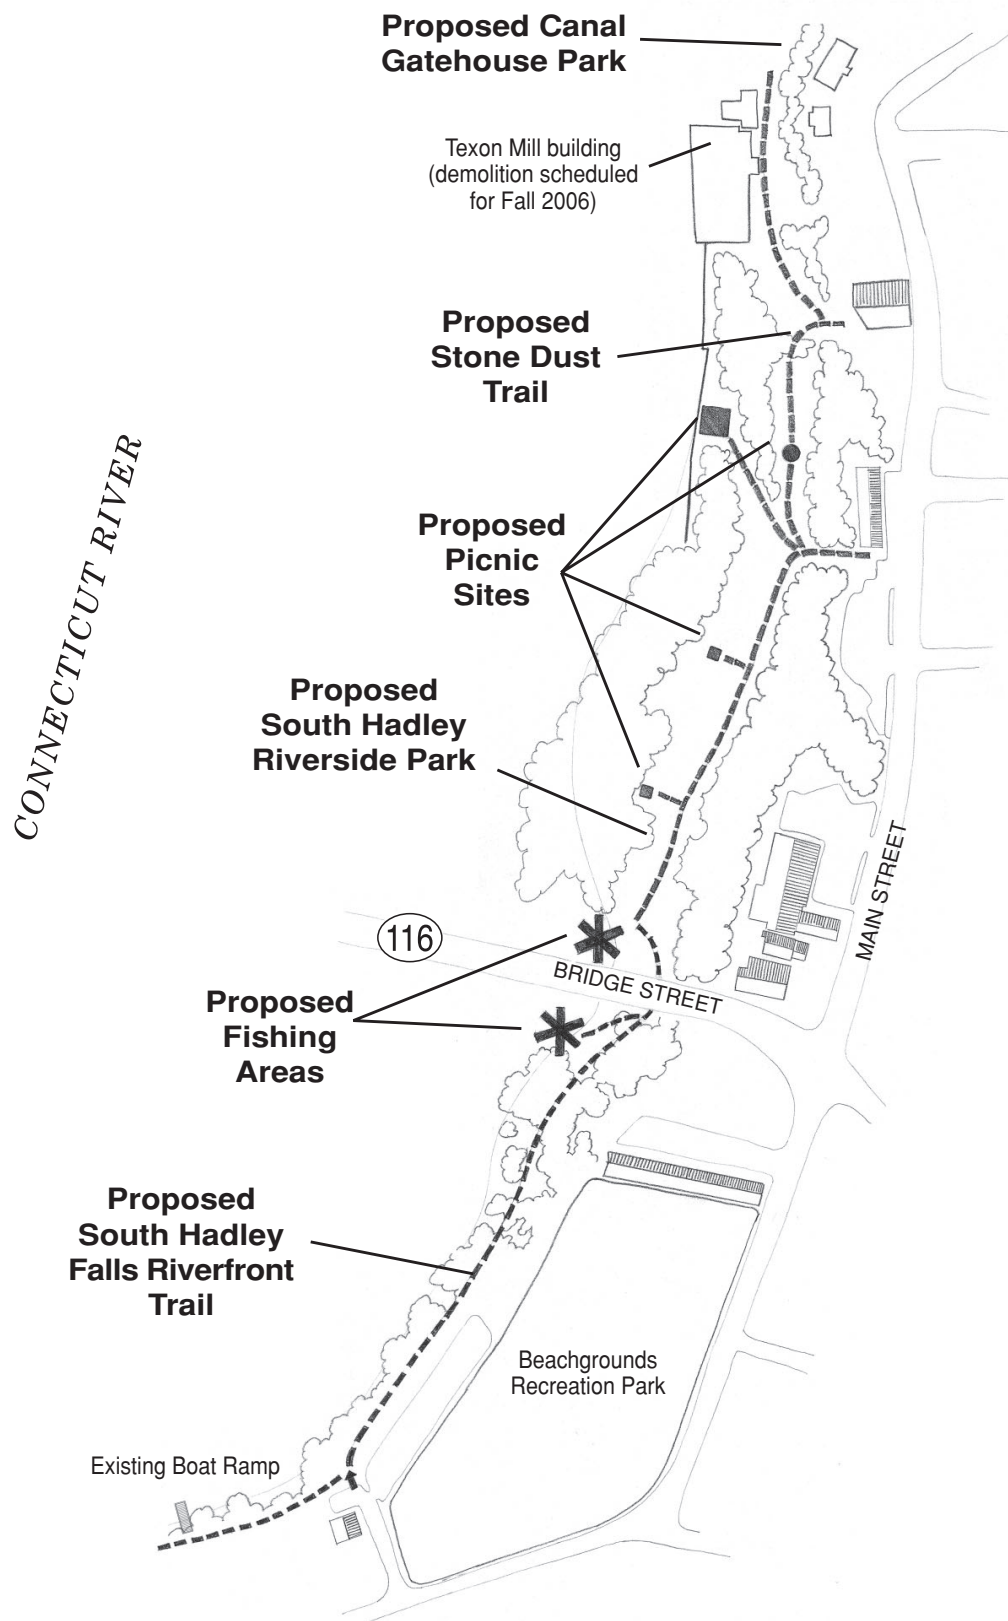 Proposed Canal
Gatehouse Park
Texon Mill building
(demolition scheduled
for Fall 2006)
Proposed
Stone Dust
Trail
CONNECTICUT RIVER
Proposed
Picnic
Sites
Proposed
South Hadley
Riverside Park
MAIN STREET
116
BRIDGE STREET
Proposed
Fishing
Areas
Proposed
South Hadley
Falls Riverfront
Trail
Beachgrounds
Recreation Park
Existing Boat Ramp